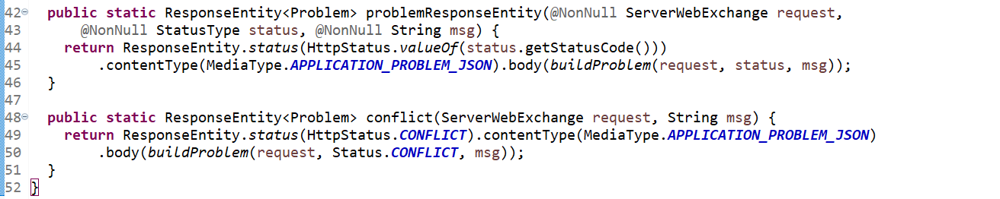 42 public static ResponseEntity<Problem> problemResponseEntity(@NonNull ServerWebExchange request,
43 @NonNull StatusType status, @NonNull String msg) {
44 return ResponseEntity.status(HttpStatus.valueOf(status.getStatusCode()))
45 .contentType(MediaType.APPLICATION_PROBLEM_JSON).body(buildProblem(request, status, msg));
46 }
47
48 public static ResponseEntity<Problem> conflict(ServerWebExchange request, String msg) {
49 return ResponseEntity.status(HttpStatus.CONFLICT).contentType(MediaType.APPLICATION_PROBLEM_JSON)
50 .body(buildProblem(request, Status.CONFLICT, msg));
51 }
52 }